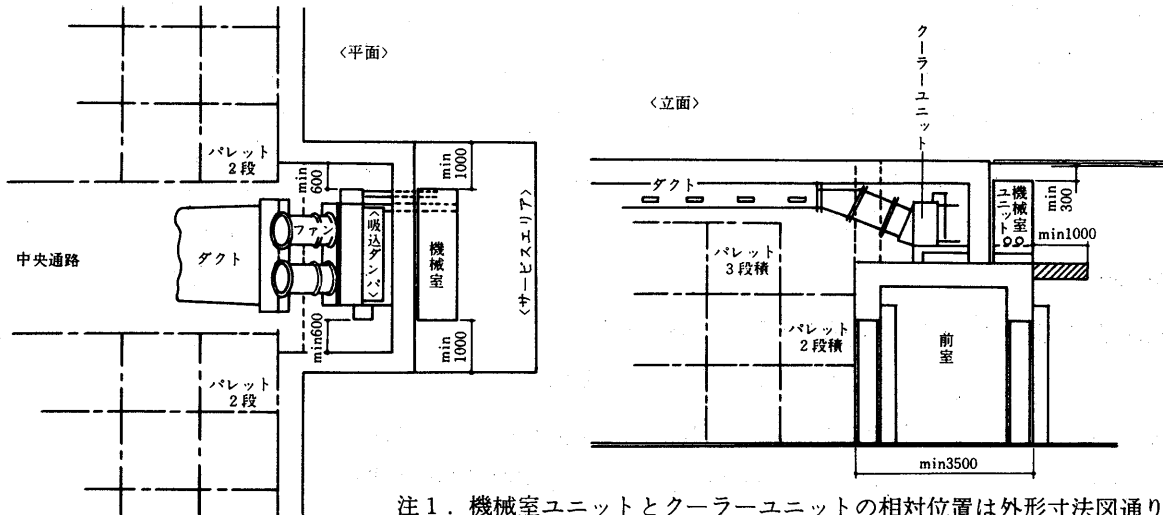 〈平面〉
パレット
2段
min
600
min
1000
中央通路
ダクト
ファン
〈吸込ダンパ〉
機械室
〈サービスエリア〉
min600
min
1000
パレット
2段
〈立面〉
クーラーユニット
ダクト
機械室
ユニット
min
300
min1000
パレット
3段積
パレット
2段積
前室
min3500
注1．機械室ユニットとクーラーユニットの相対位置は外形寸法図通り